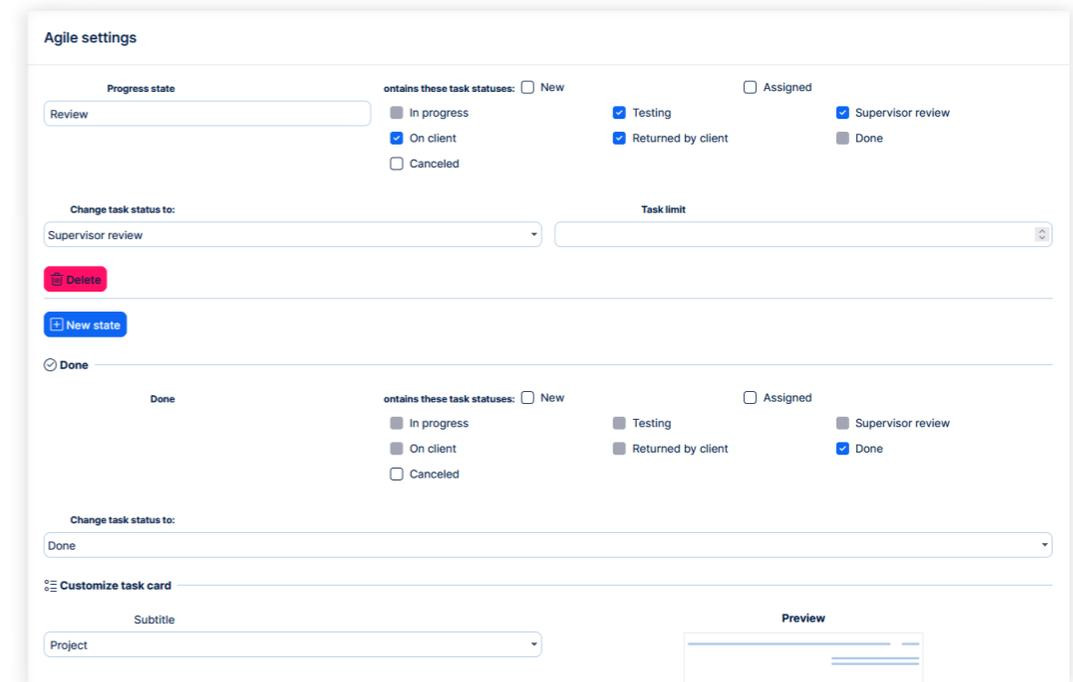 Agile settings
Progress state
ontains these task statuses: New Assigned
Review
In progress Testing Supervisor review
On client Returned by client Done
Canceled
Change task status to: Task limit
Supervisor review
Delete
New state
Done
Done
ontains these task statuses: New Assigned
In progress Testing Supervisor review
On client Returned by client Done
Canceled
Change task status to:
Done
Customize task card
Subtitle Preview
Project